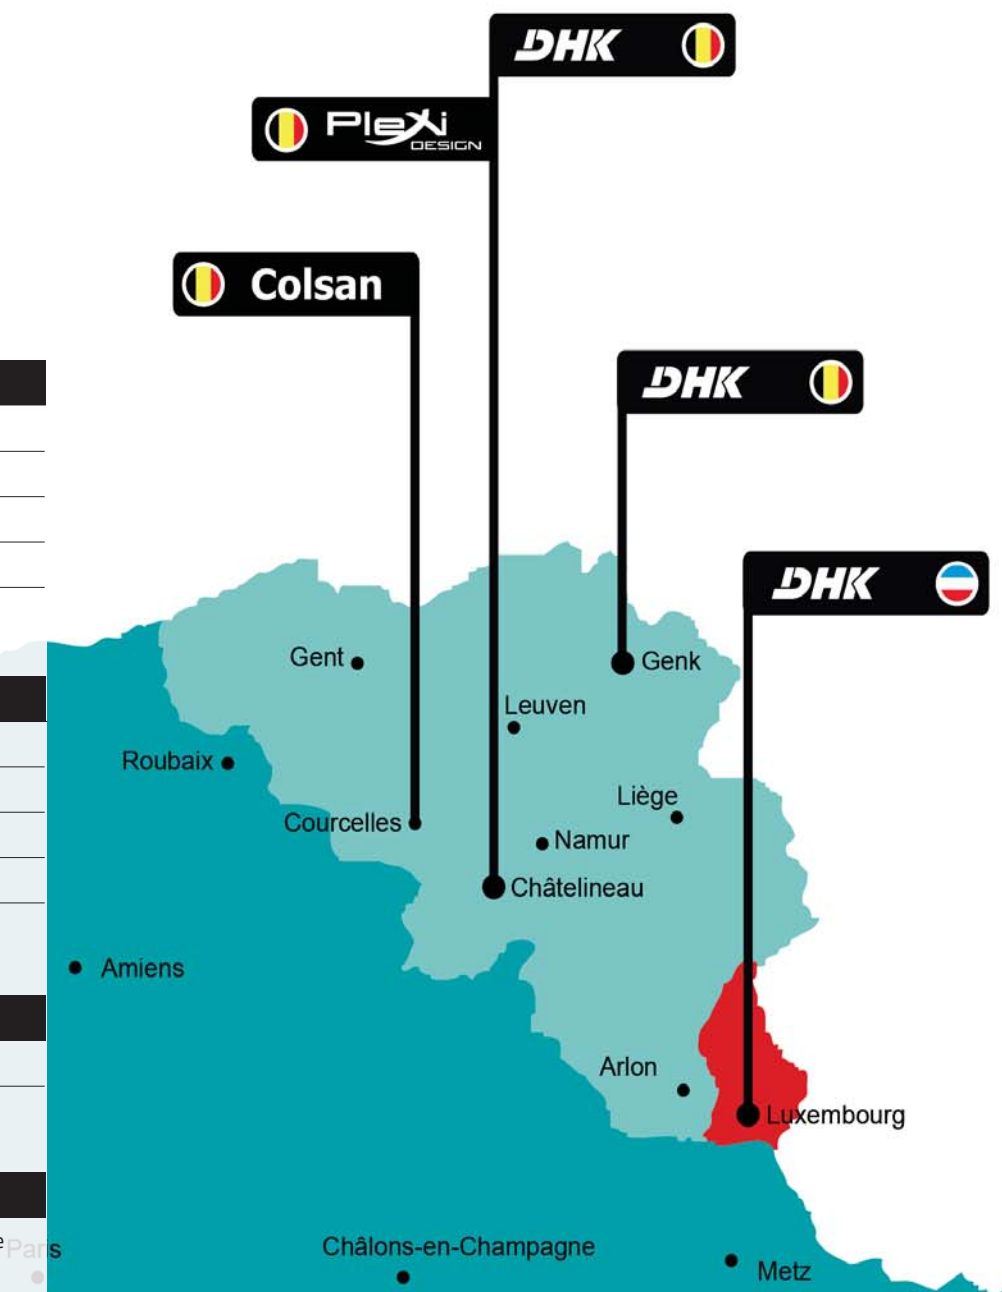 DHK
Plexi
DESIGN
Colsan
DHK
DHK
Gent
Genk
Leuven
Roubaix
Liège
Courcelles
Namur
Châtelineau
Amiens
Arlon
Luxembourg
e
Paris
Châlons-en-Champagne
Metz